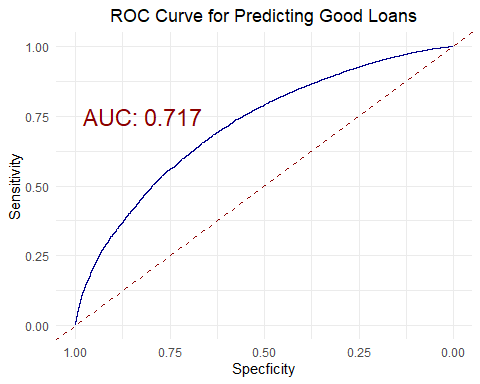 ROC Curve for Predicting Good Loans
1.00
AUC: 0.717
0.75
Sensitivity
0.50
0.25
0.00
1.00 0.75 0.50 0.25 0.00
Specficity